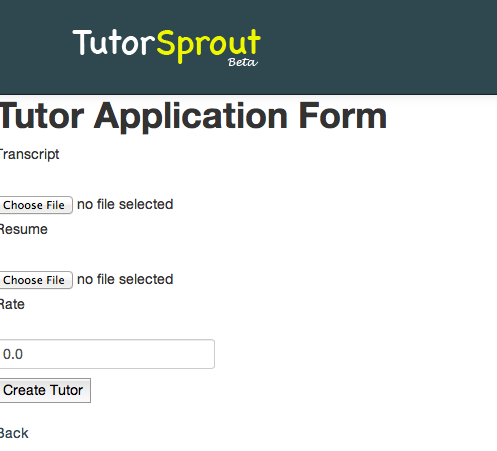 TutorSprout
Beta
Tutor Application Form
Transcript
Choose File no file selected
Resume
Choose File no file selected
Rate
0.0
Create Tutor
Back